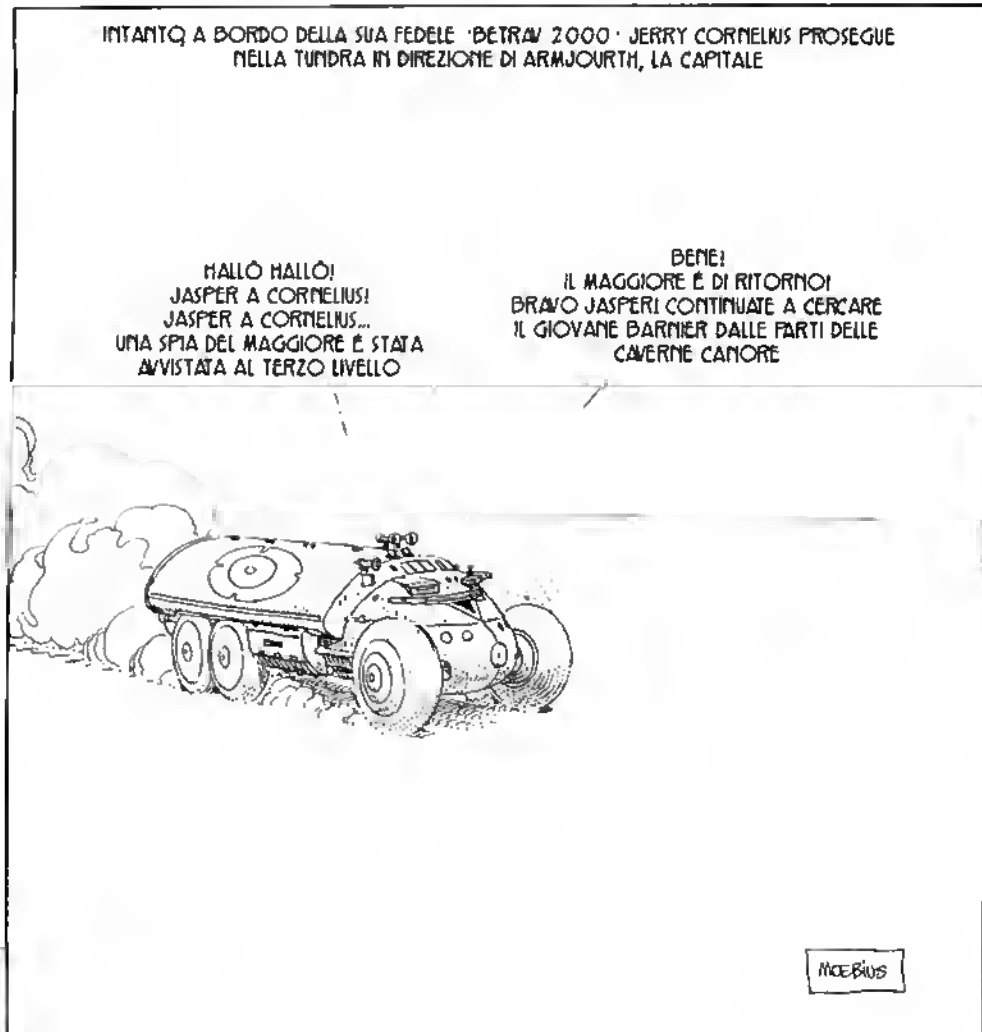 INTANTO, A BORDO DELLA SUA FEDELE "BETRAV 2000" JERRY CORNELIUS PROSEGUE
NELLA TUNDRA IN DIREZIONE DI ARMJOURTH, LA CAPITALE
HALLÒ HALLÒ!
JASPER A CORNELIUS!
JASPER A CORNELIUS...
UNA SPIA DEL MAGGIORE È STATA
AVVISTATA AL TERZO LIVELLO
BENE!
IL MAGGIORE È DI RITORNO!
BRAVO JASPER! CONTINUATE A CERCARE
IL GIOVANE BARNIER DALLE PARTI DELLE
CAVERNE CANORE
MOEBIUS